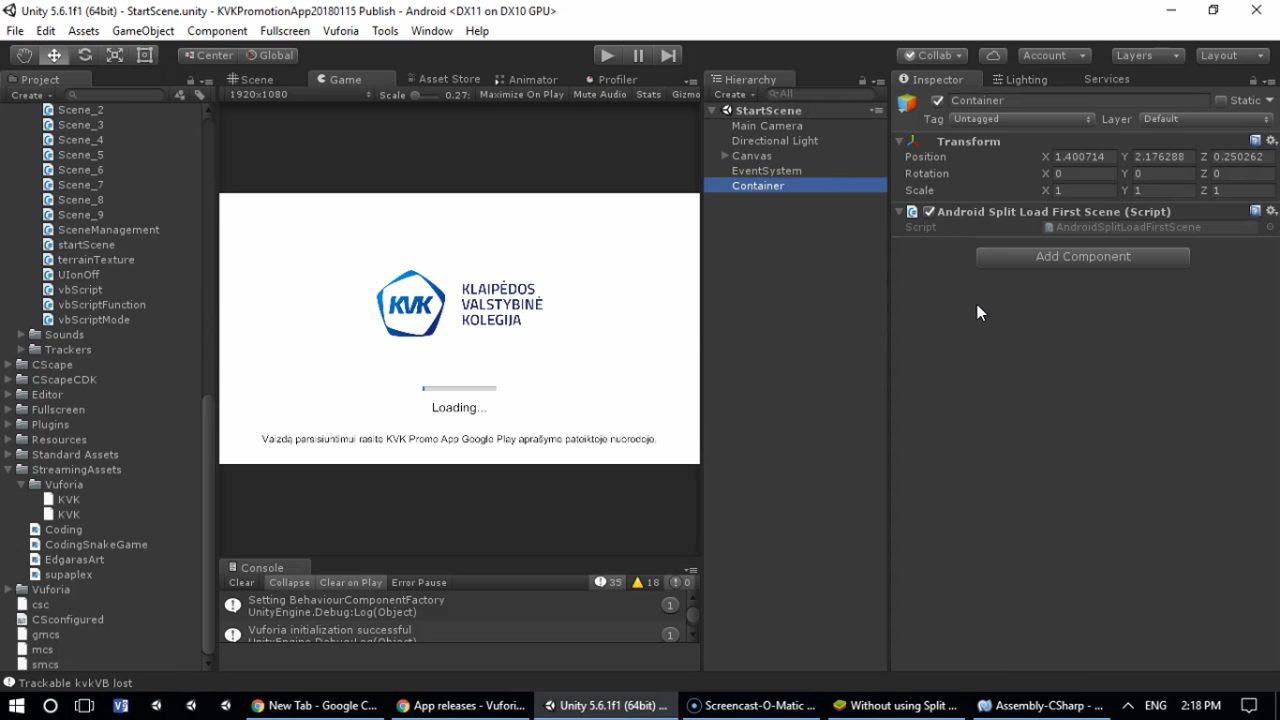 Unity 5.6.1f1 (64bit) - StartScene.unity - KVKPromotionApp20180115 Publish - Android <DX11 on DX10 GPU>
File Edit Assets GameObject Component Fullscreen Vuforia Tools Window Help
Center Global Collab Account Layers Layout
Project
Create
Scene_2
Scene_3
Scene_4
Scene_5
Scene_6
Scene_7
Scene_8
Scene_9
SceneManagement
startScene
terrainTexture
UIonOff
vbScript
vbScriptFunction
vbScriptMode
Sounds
Trackers
CScape
CScapeCDK
Editor
Fullscreen
Plugins
Resources
Standard Assets
StreamingAssets
Vuforia
KVK
KVK
Coding
CodingSnakeGame
EdgarasArt
supaplex
Vuforia
csc
CSconfigured
gmcs
mcs
smcs
Scene Game Asset Store Animator Profiler
1920x1080 Scale 0.27: Maximize On Play Mute Audio Stats Gizmo
KVK
KLAIPĖDOS
VALSTYBINĖ
KOLEGIJA
Loading...
Vaizdą parsisiuntimui rasite KVK Promo App Google Play aprašyme pateiktoje nuorodoje.
Console
Clear Collapse Clear on Play Error Pause 35 18 0
Setting BehaviourComponentFactory 1
UnityEngine.Debug:Log(Object)
Vuforia initialization successful 1
UnityEngine.Debug:Log(Object)
Hierarchy
Create All
StartScene
Main Camera
Directional Light
Canvas
EventSystem
Container
Inspector Lighting Services
Container Static
Tag Untagged Layer Default
Transform
Position X 1.400714 Y 2.176288 Z 0.250262
Rotation X 0 Y 0 Z 0
Scale X 1 Y 1 Z 1
Android Split Load First Scene (Script)
Script AndroidSplitLoadFirstScene
Add Component
Trackable kvkVB lost
New Tab - Google C... App releases - Vufori... Unity 5.6.1f1 (64bit) ... Screencast-O-Matic ... Without using Split ... Assembly-CSharp - ... ENG 2:18 PM